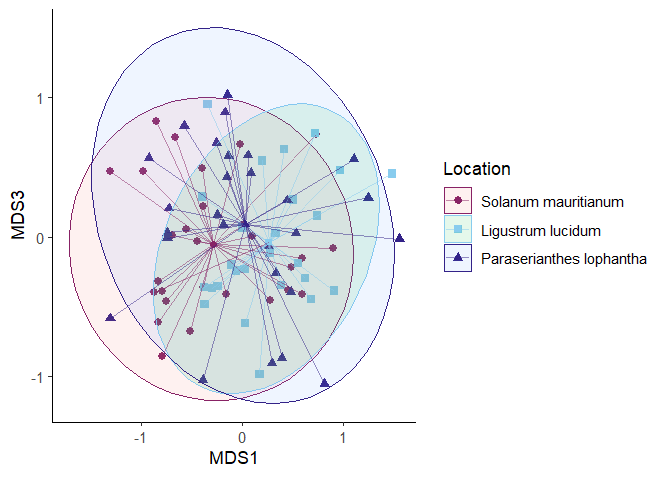 Location
Solanum mauritianum
Ligustrum lucidum
Paraserianthes lophantha
MDS3
1
0
-1
-1
0
1
MDS1